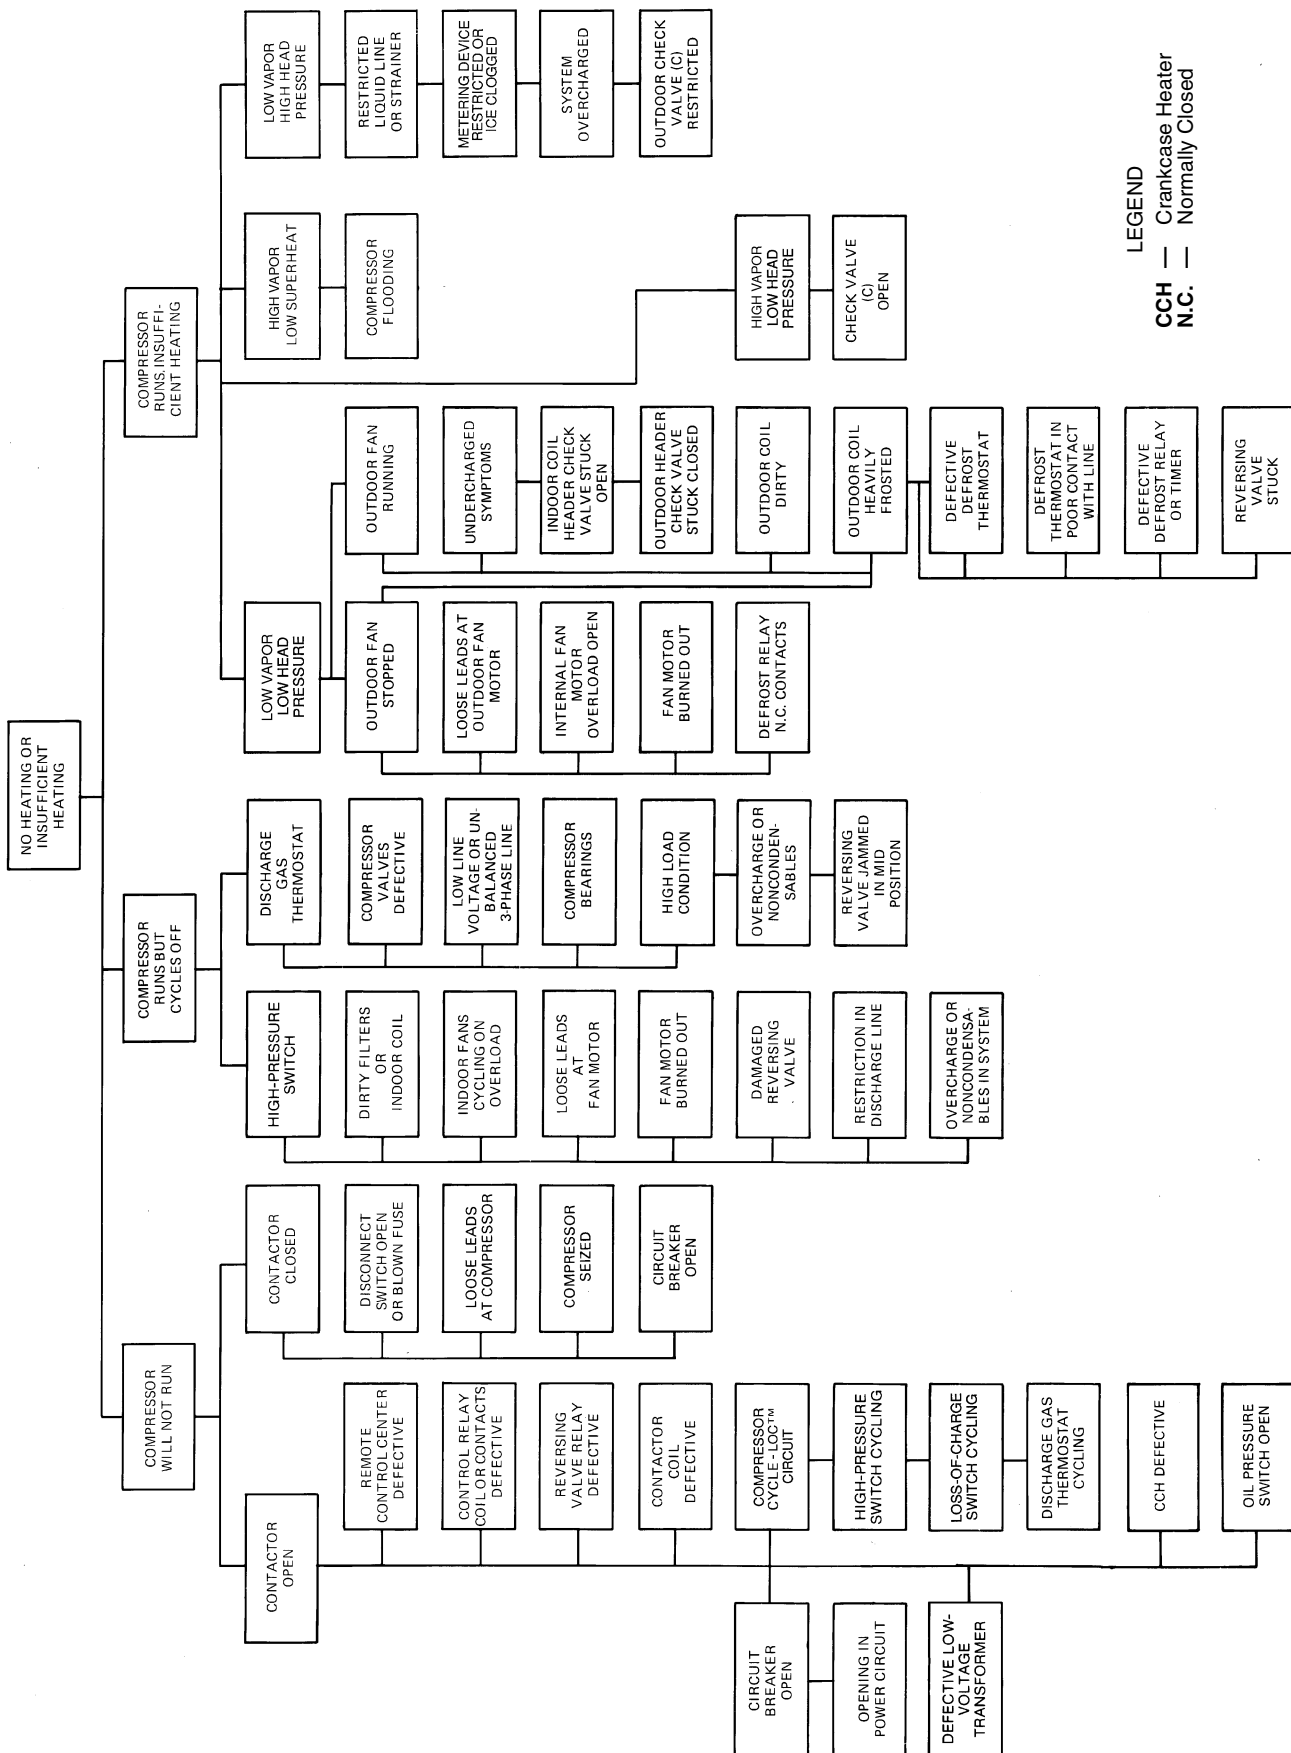 NO HEATING OR
INSUFFICIENT
HEATING
COMPRESSOR
WILL NOT RUN
CONTACTOR
OPEN
REMOTE
CONTROL CENTER
DEFECTIVE
CONTROL RELAY
COIL OR CONTACTS
DEFECTIVE
REVERSING
VALVE RELAY
DEFECTIVE
CONTACTOR
COIL
DEFECTIVE
COMPRESSOR
CYCLE-LOC™
CIRCUIT
HIGH-PRESSURE
SWITCH CYCLING
LOSS-OF-CHARGE
SWITCH CYCLING
DISCHARGE GAS
THERMOSTAT
CYCLING
CCH DEFECTIVE
OIL PRESSURE
SWITCH OPEN
CIRCUIT
BREAKER
OPEN
OPENING IN
POWER CIRCUIT
DEFECTIVE LOW-
VOLTAGE
TRANSFORMER
CONTACTOR
CLOSED
DISCONNECT
SWITCH OPEN
OR BLOWN FUSE
LOOSE LEADS
AT COMPRESSOR
COMPRESSOR
SEIZED
CIRCUIT
BREAKER
OPEN
COMPRESSOR
RUNS BUT
CYCLES OFF
HIGH-PRESSURE
SWITCH
DIRTY FILTERS
OR
INDOOR COIL
INDOOR FANS
CYCLING ON
OVERLOAD
LOOSE LEADS
AT
FAN MOTOR
FAN MOTOR
BURNED OUT
DAMAGED
REVERSING
VALVE
RESTRICTION IN
DISCHARGE LINE
OVERCHARGE OR
NONCONDENSA-
BLES IN SYSTEM
DISCHARGE
GAS
THERMOSTAT
COMPRESSOR
VALVES
DEFECTIVE
LOW LINE
VOLTAGE OR UN-
BALANCED
3-PHASE LINE
COMPRESSOR
BEARINGS
HIGH LOAD
CONDITION
OVERCHARGE OR
NONCONDEN-
SABLES
REVERSING
VALVE JAMMED
IN MID
POSITION
COMPRESSOR
RUNS.INSUFFI-
CIENT HEATING
LOW VAPOR
LOW HEAD
PRESSURE
OUTDOOR FAN
STOPPED
LOOSE LEADS AT
OUTDOOR FAN
MOTOR
INTERNAL FAN
MOTOR
OVERLOAD OPEN
FAN MOTOR
BURNED OUT
DEFROST RELAY
N.C. CONTACTS
OUTDOOR FAN
RUNNING
UNDERCHARGED
SYMPTOMS
INDOOR COIL
HEADER CHECK
VALVE STUCK
OPEN
OUTDOOR HEADER
CHECK VALVE
STUCK CLOSED
OUTDOOR COIL
DIRTY
OUTDOOR COIL
HEAVILY
FROSTED
DEFECTIVE
DEFROST
THERMOSTAT
DEFROST
THERMOSTAT IN
POOR CONTACT
WITH LINE
DEFECTIVE
DEFROST RELAY
OR TIMER
REVERSING
VALVE
STUCK
HIGH VAPOR
LOW HEAD
PRESSURE
CHECK VALVE
(C)
OPEN
HIGH VAPOR
LOW SUPERHEAT
COMPRESSOR
FLOODING
LOW VAPOR
HIGH HEAD
PRESSURE
RESTRICTED
LIQUID LINE
OR STRAINER
METERING DEVICE
RESTRICTED OR
ICE CLOGGED
SYSTEM
OVERCHARGED
OUTDOOR CHECK
VALVE (C)
RESTRICTED
LEGEND
CCH — Crankcase Heater
N.C. — Normally Closed